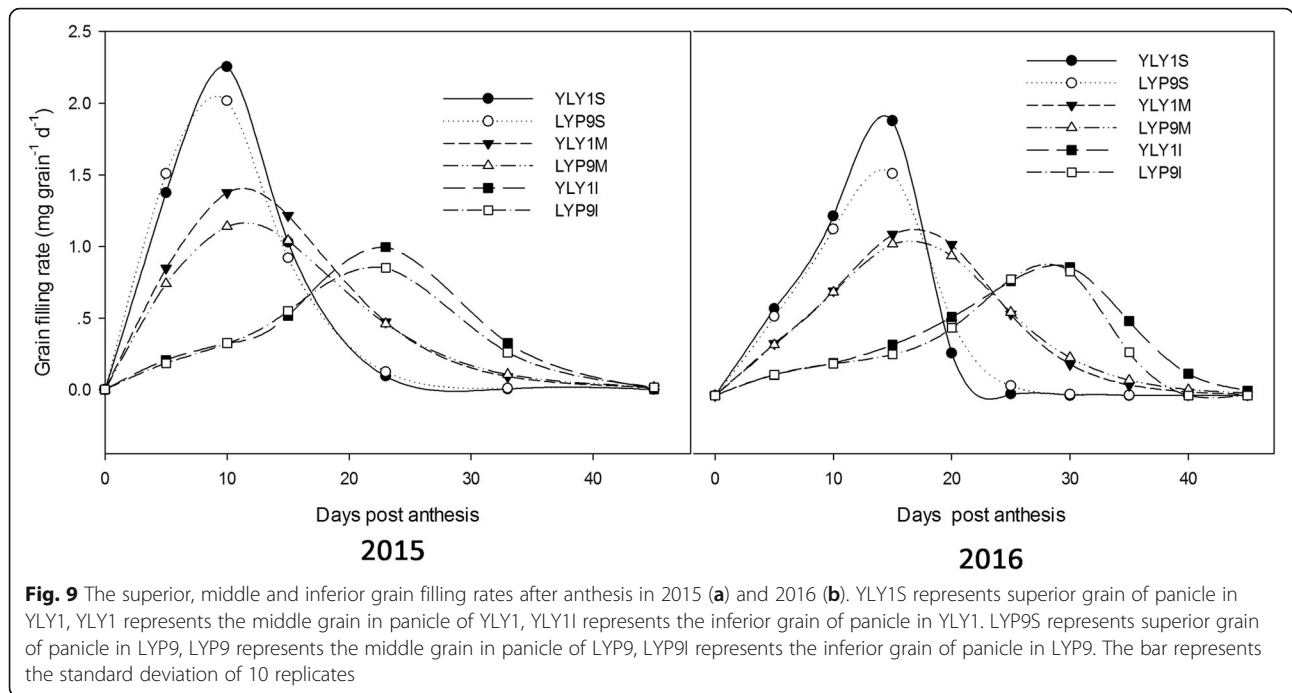 2.5
2.0
1.5
1.0
.5
0.0
Grain filling rate (mg grain⁻¹ d⁻¹)
YLY1S
LYP9S
YLY1M
LYP9M
YLY1I
LYP9I
0 10 20 30 40
Days post anthesis
2015
YLY1S
LYP9S
YLY1M
LYP9M
YLY1I
LYP9I
0 10 20 30 40
Days post anthesis
2016
Fig. 9 The superior, middle and inferior grain filling rates after anthesis in 2015 (a) and 2016 (b). YLY1S represents superior grain of panicle in
YLY1, YLY1 represents the middle grain in panicle of YLY1, YLY1I represents the inferior grain of panicle in YLY1. LYP9S represents superior grain
of panicle in LYP9, LYP9 represents the middle grain in panicle of LYP9, LYP9I represents the inferior grain of panicle in LYP9. The bar represents
the standard deviation of 10 replicates